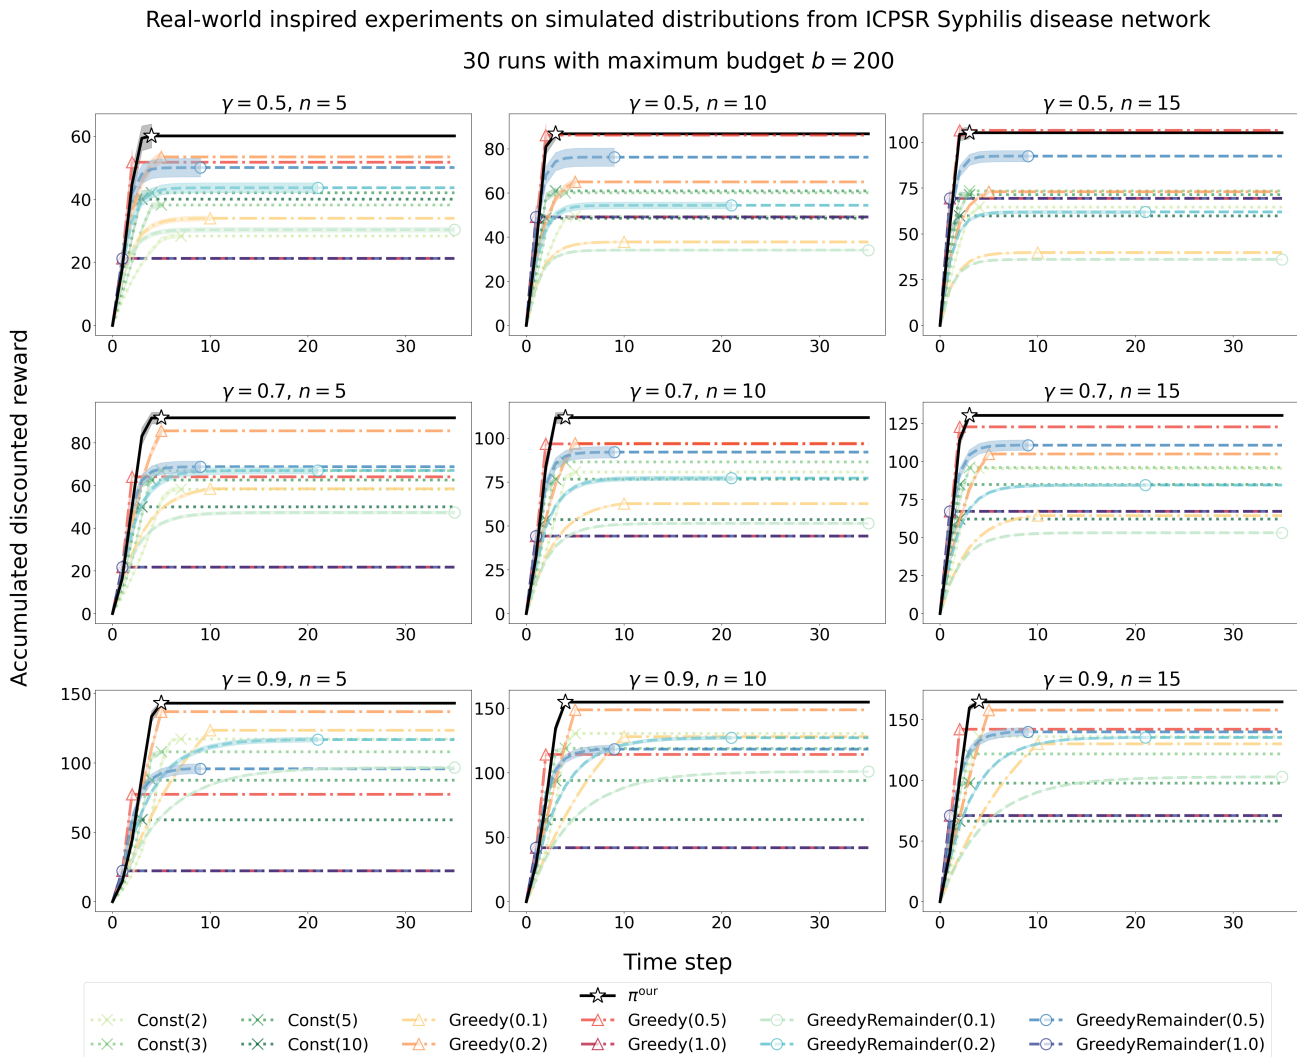 Real-world inspired experiments on simulated distributions from ICPSR Syphilis disease network
30 runs with maximum budget b = 200
γ = 0.5, n = 5
γ = 0.5, n = 10
γ = 0.5, n = 15
60
40
20
0
0 10 20 30
80
60
40
20
0
0 10 20 30
100
75
50
25
0
0 10 20 30
γ = 0.7, n = 5
γ = 0.7, n = 10
γ = 0.7, n = 15
80
60
40
20
0
0 10 20 30
100
75
50
25
0
0 10 20 30
125
100
75
50
25
0
0 10 20 30
γ = 0.9, n = 5
γ = 0.9, n = 10
γ = 0.9, n = 15
150
100
50
0
0 10 20 30
150
100
50
0
0 10 20 30
150
100
50
0
0 10 20 30
Accumulated discounted reward
Time step
π^our
Const(2) Const(5) Greedy(0.1) Greedy(0.5) GreedyRemainder(0.1) GreedyRemainder(0.5)
Const(3) Const(10) Greedy(0.2) Greedy(1.0) GreedyRemainder(0.2) GreedyRemainder(1.0)